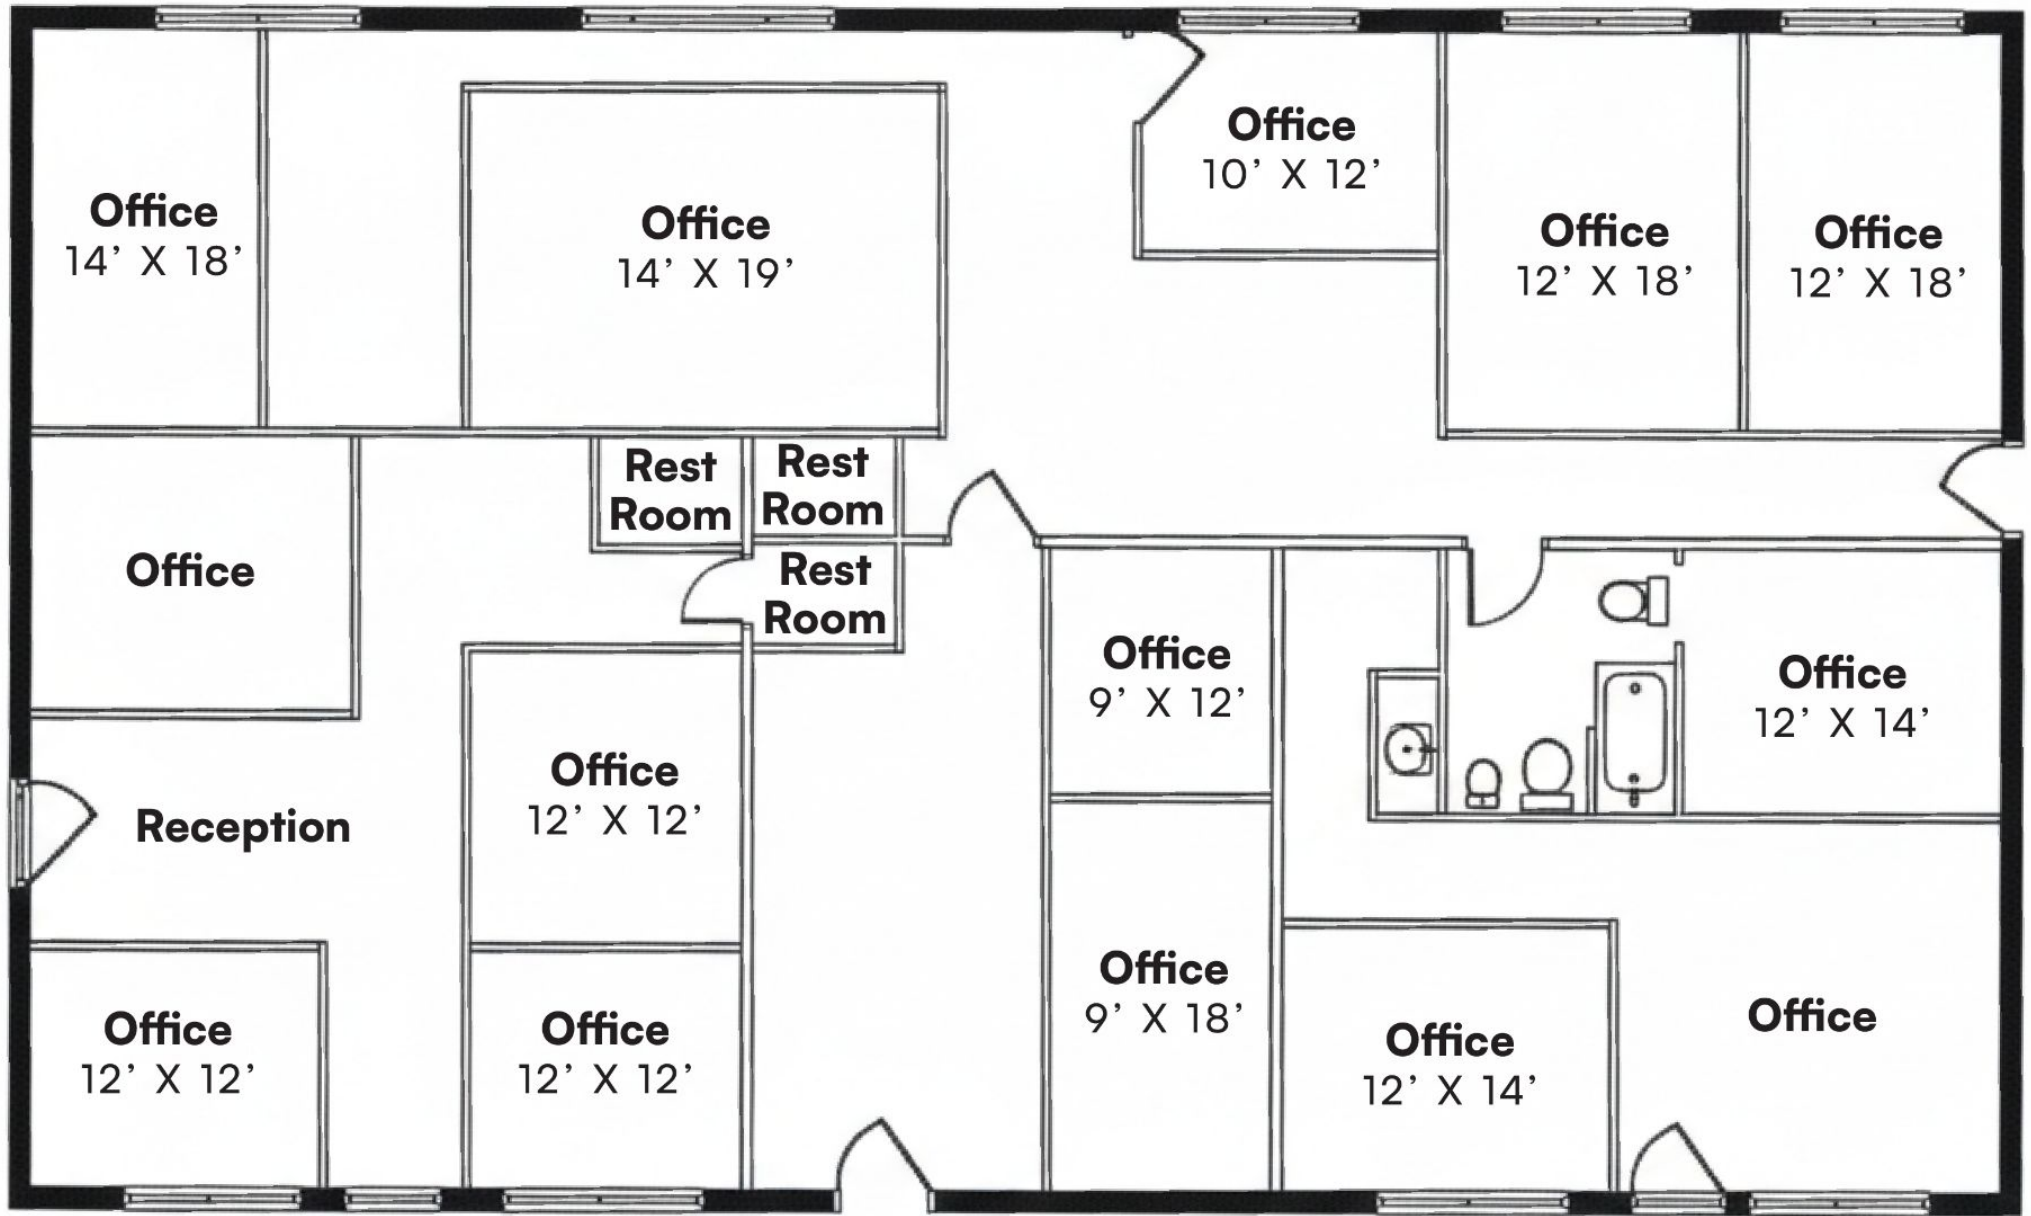 Office
14’ X 18’
Office
14’ X 19’
Office
10’ X 12’
Office
12’ X 18’
Office
12’ X 18’
Office
Rest
Room
Rest
Room
Rest
Room
Office
9’ X 12’
Office
12’ X 14’
Reception
Office
12’ X 12’
Office
12’ X 12’
Office
12’ X 12’
Office
9’ X 18’
Office
12’ X 14’
Office